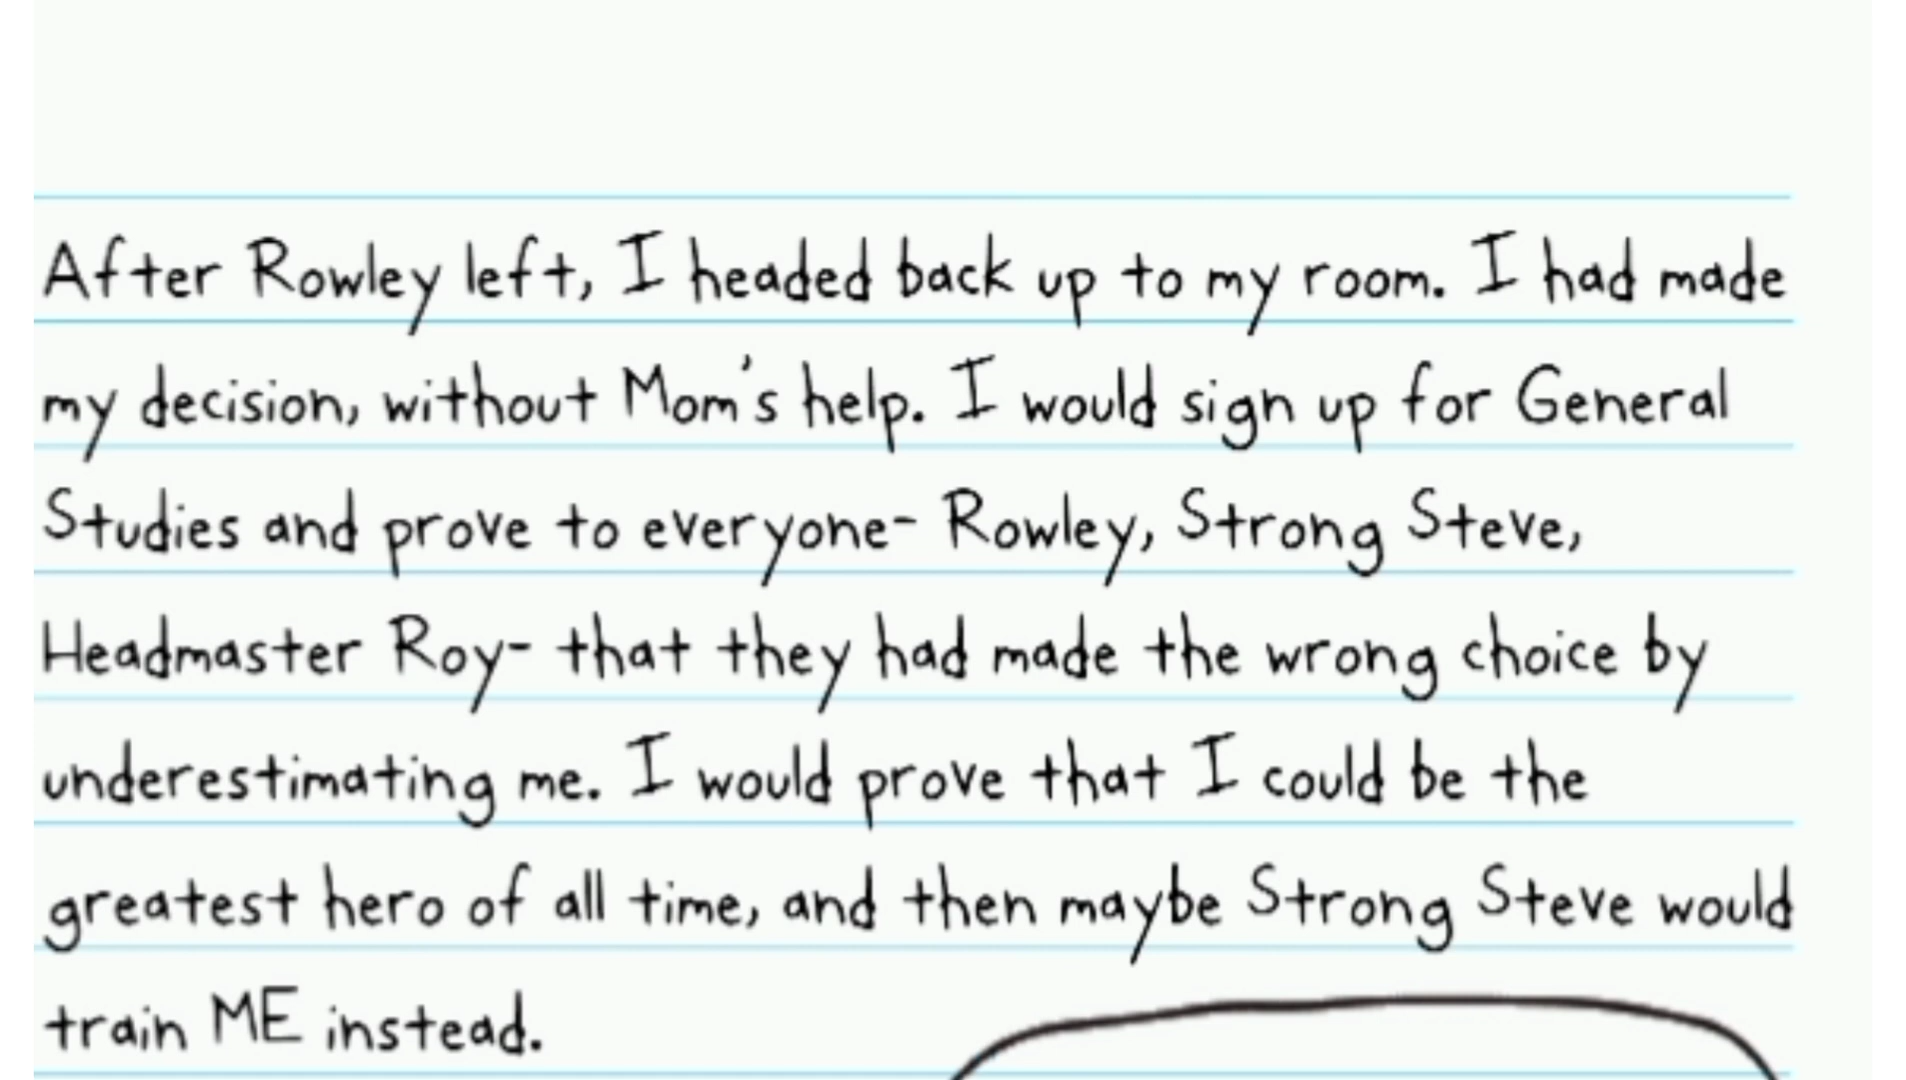 After Rowley left, I headed back up to my room. I had made
my decision, without Mom's help. I would sign up for General
Studies and prove to everyone- Rowley, Strong Steve,
Headmaster Roy- that they had made the wrong choice by
underestimating me. I would prove that I could be the
greatest hero of all time, and then maybe Strong Steve would
train ME instead.